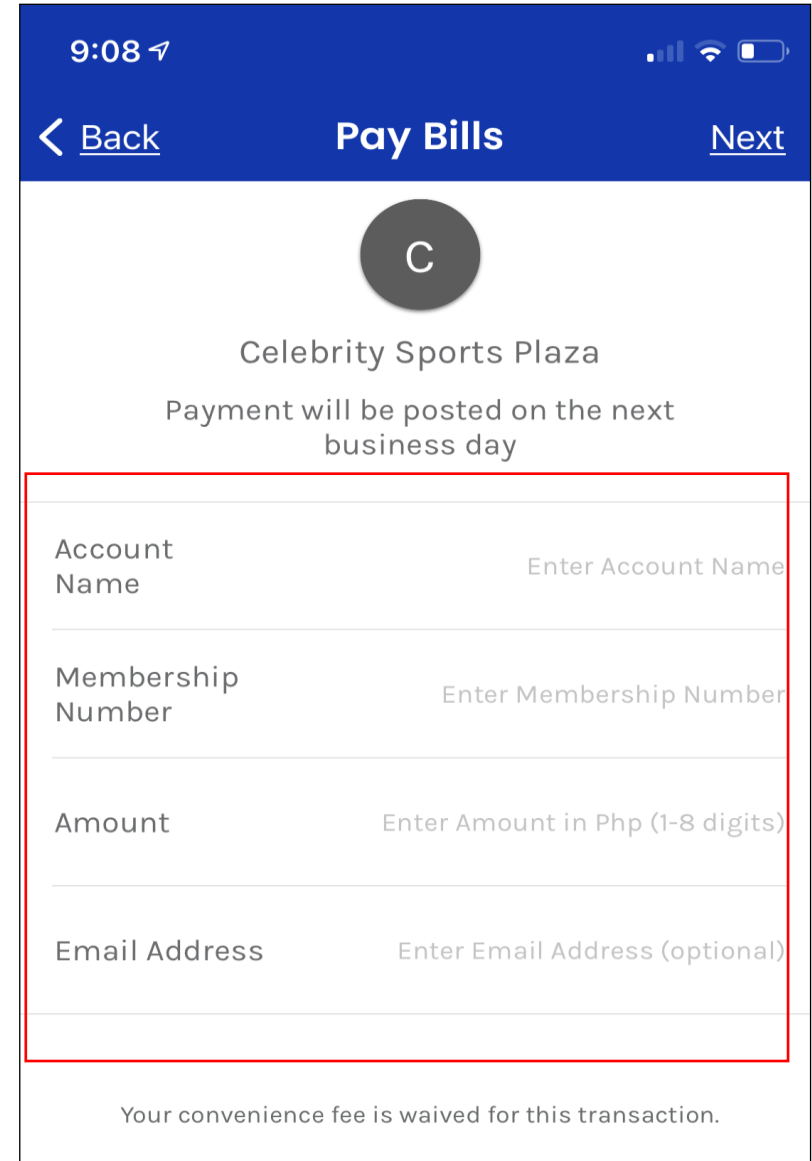 9:08
Back Pay Bills Next
C
Celebrity Sports Plaza
Payment will be posted on the next
business day
Account
Name
Enter Account Name
Membership
Number
Enter Membership Number
Amount Enter Amount in Php (1-8 digits)
Email Address Enter Email Address (optional)
Your convenience fee is waived for this transaction.